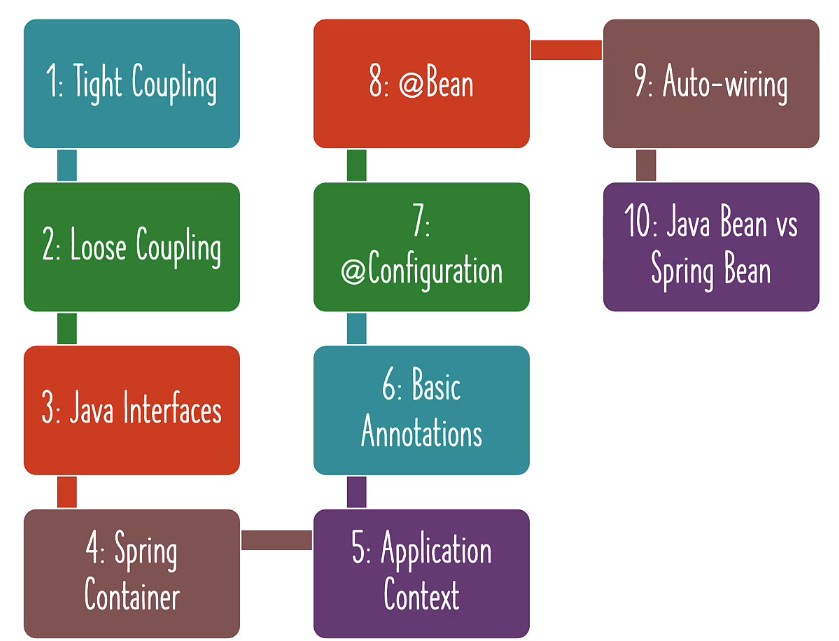 1: Tight Coupling
2: Loose Coupling
3: Java Interfaces
4: Spring
Container
5: Application
Context
6: Basic
Annotations
7:
@Configuration
8: @Bean
9: Auto-wiring
10: Java Bean vs
Spring Bean